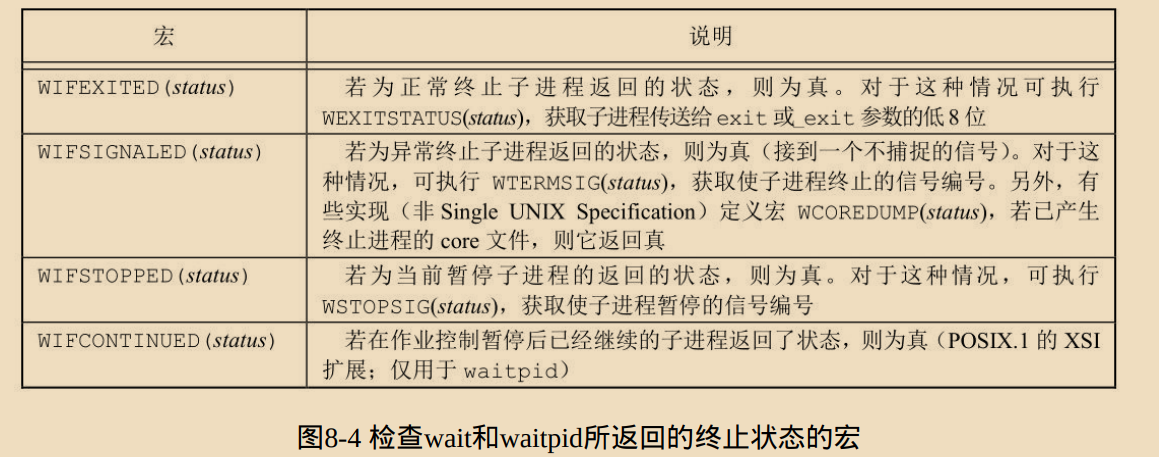 宏 说明
WIFEXITED(status) 若为正常终止子进程返回的状态，则为真。对于这种情况可执行
WEXITSTATUS(status)，获取子进程传送给 exit 或_exit 参数的低 8 位
WIFSIGNALED(status) 若为异常终止子进程返回的状态，则为真（接到一个不捕捉的信号）。对于这
种情况，可执行 WTERMSIG(status)，获取使子进程终止的信号编号。另外，有
些实现（非 Single UNIX Specification）定义宏 WCOREDUMP(status)，若已产生
终止进程的 core 文件，则它返回真
WIFSTOPPED(status) 若为当前暂停子进程的返回的状态，则为真。对于这种情况，可执行
WSTOPSIG(status)，获取使子进程暂停的信号编号
WIFCONTINUED(status) 若在作业控制暂停后已经继续的子进程返回了状态，则为真（POSIX.1 的 XSI
扩展；仅用于 waitpid）
图8-4 检查wait和waitpid所返回的终止状态的宏